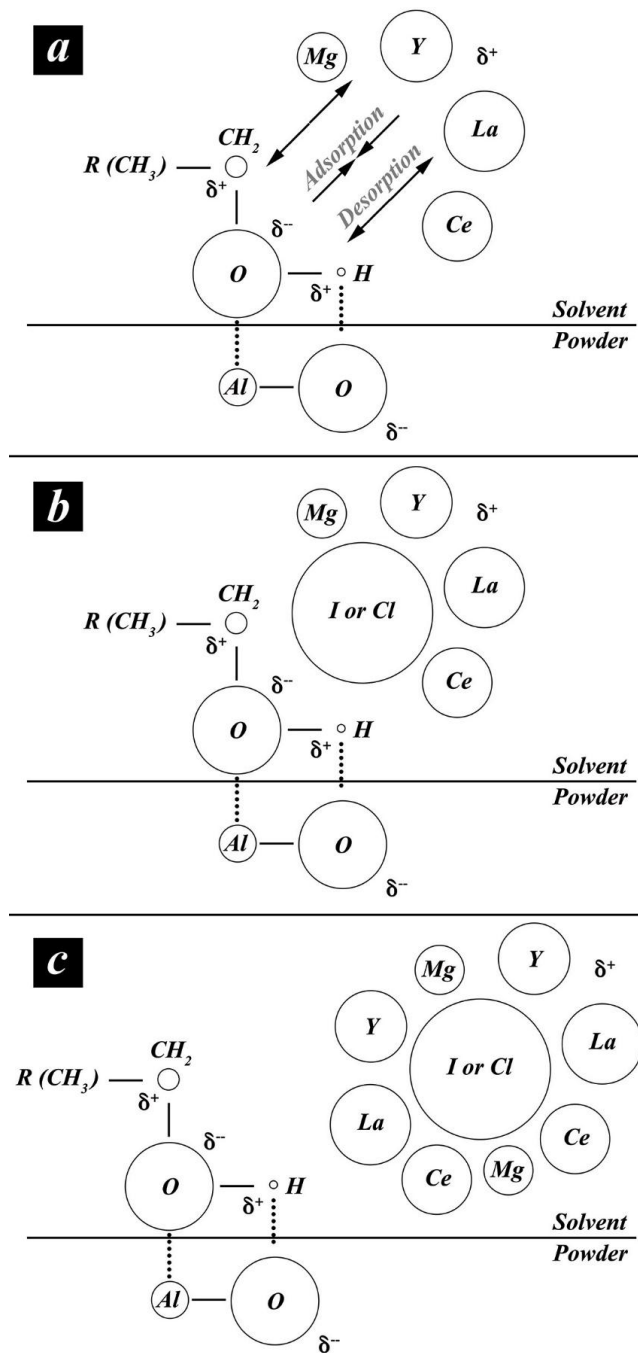 a
Mg
Y
δ+
La
Ce
Adsorption
Desorption
CH₂
R (CH₃)
δ+
δ--
O
H
δ+
Solvent
Powder
Al
O
δ--
b
Mg
Y
δ+
I or Cl
La
Ce
CH₂
R (CH₃)
δ+
δ--
O
H
δ+
Solvent
Powder
Al
O
δ--
c
Mg
Y
δ+
Y
I or Cl
La
La
Ce
Ce
Mg
CH₂
R (CH₃)
δ+
δ--
O
H
δ+
Solvent
Powder
Al
O
δ--